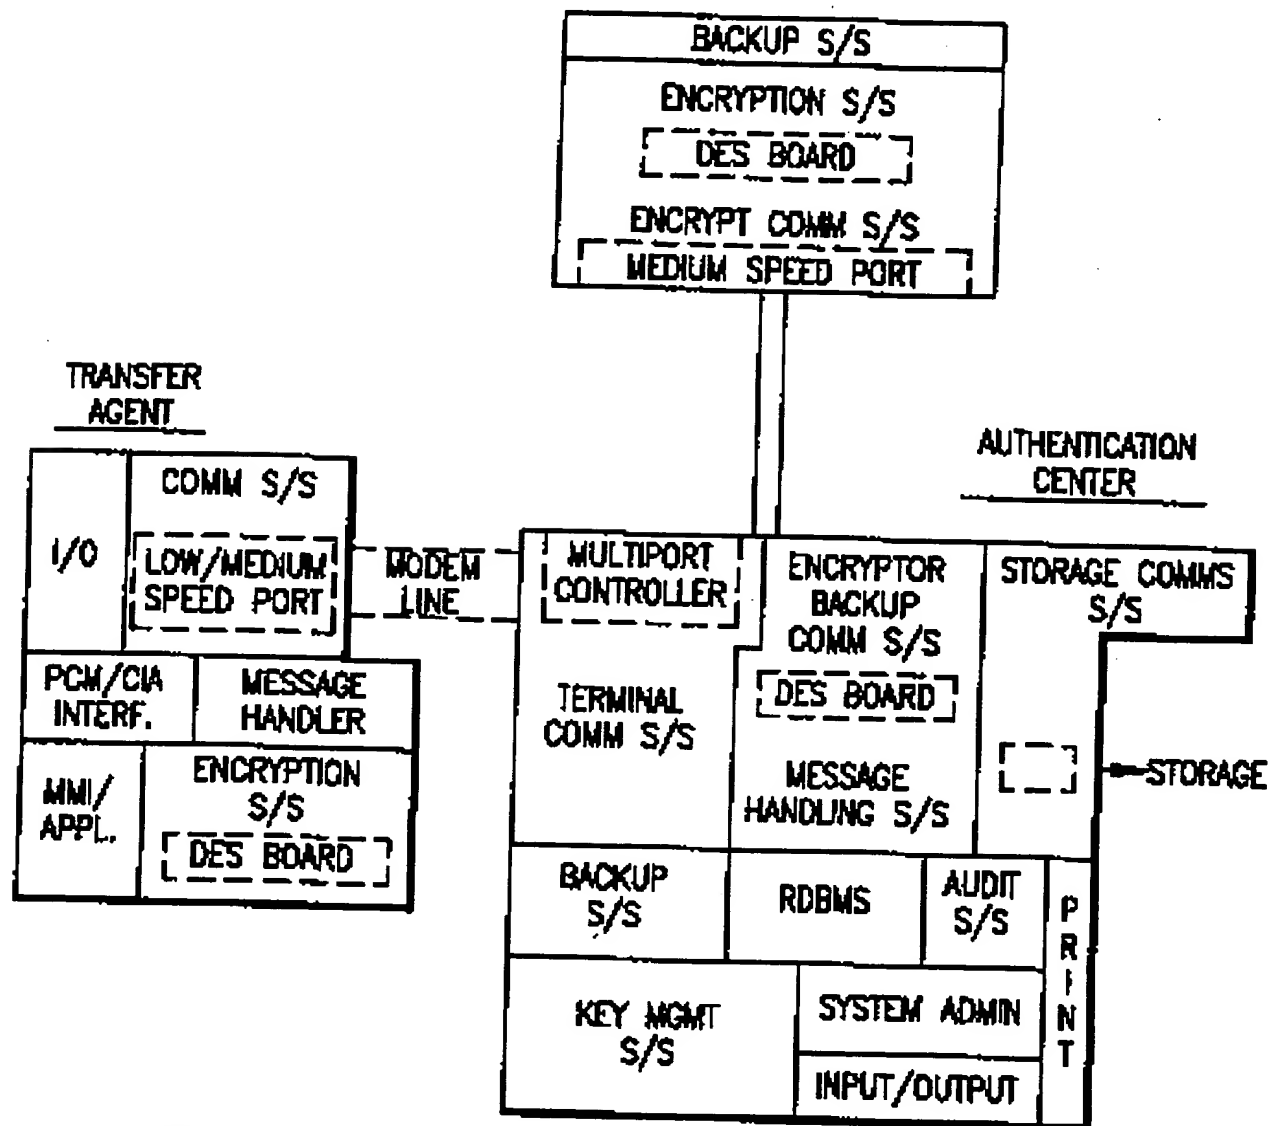 BACKUP S/S
ENCRYPTION S/S
DES BOARD
ENCRYPT COMM S/S
MEDIUM SPEED PORT
TRANSFER
AGENT
COMM S/S
I/O
LOW/MEDIUM
SPEED PORT
MODEM
LINE
PCM/CIA
INTERF.
MESSAGE
HANDLER
MMI/
APPL.
ENCRYPTION
S/S
DES BOARD
AUTHENTICATION
CENTER
MULTIPORT
CONTROLLER
TERMINAL
COMM S/S
ENCRYPTOR
BACKUP
COMM S/S
DES BOARD
MESSAGE
HANDLING S/S
STORAGE COMMS
S/S
STORAGE
BACKUP
S/S
RDBMS
AUDIT
S/S
PRINT
KEY MGMT
S/S
SYSTEM ADMIN
INPUT/OUTPUT